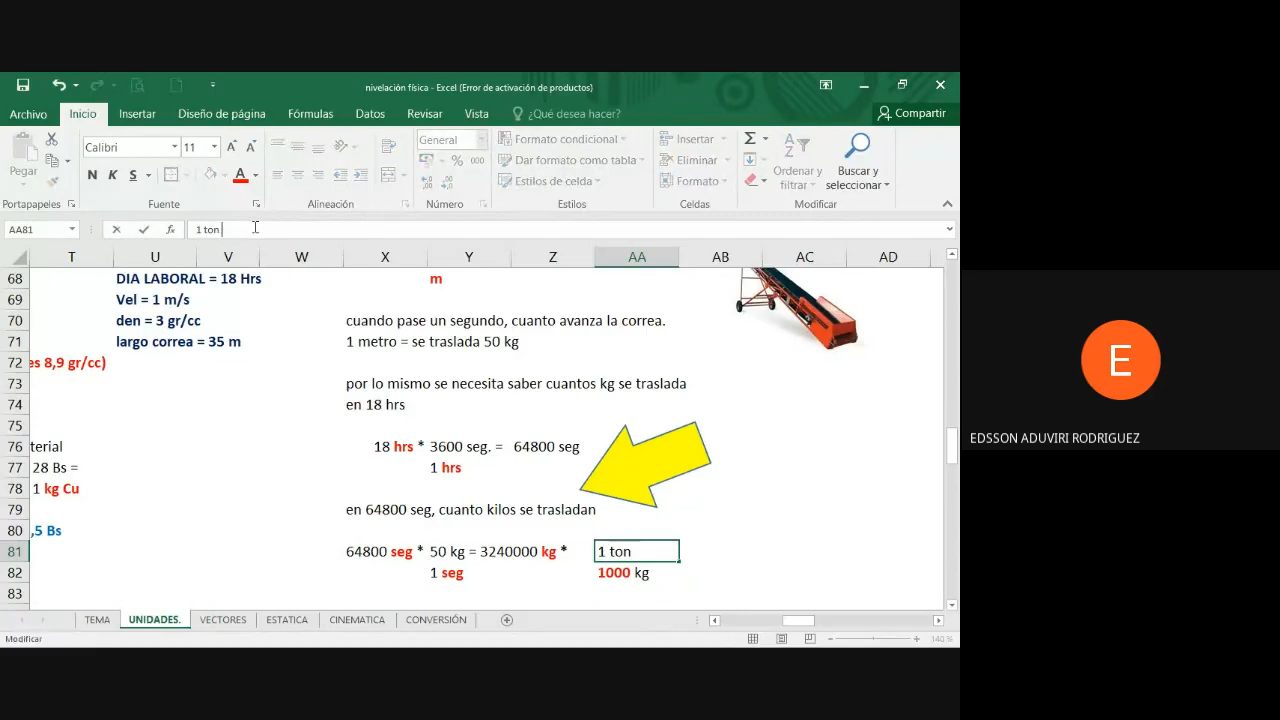 nivelación física - Excel (Error de activación de productos)
Archivo Inicio Insertar Diseño de página Fórmulas Datos Revisar Vista ¿Qué desea hacer? Compartir
Pegar
Calibri 11
N K S
General
% 000
Formato condicional
Dar formato como tabla
Estilos de celda
Insertar
Eliminar
Formato
Ordenar y filtrar
Buscar y seleccionar
Portapapeles Fuente Alineación Número Estilos Celdas Modificar
AA81 fx 1 ton
T U V W X Y Z AA AB AC AD
68 DIA LABORAL = 18 Hrs m
69 Vel = 1 m/s
70 den = 3 gr/cc cuando pase un segundo, cuanto avanza la correa.
71 largo correa = 35 m 1 metro = se traslada 50 kg
72 es 8,9 gr/cc)
73 por lo mismo se necesita saber cuantos kg se traslada
74 en 18 hrs
75
76 terial 18 hrs * 3600 seg. = 64800 seg
77 28 Bs = 1 hrs
78 1 kg Cu
79 en 64800 seg, cuanto kilos se trasladan
80 ,5 Bs
81 64800 seg * 50 kg = 3240000 kg * 1 ton
82 1 seg 1000 kg
83
TEMA UNIDADES. VECTORES ESTATICA CINEMATICA CONVERSIÓN
Modificar 140 %
E
EDSSON ADUVIRI RODRIGUEZ